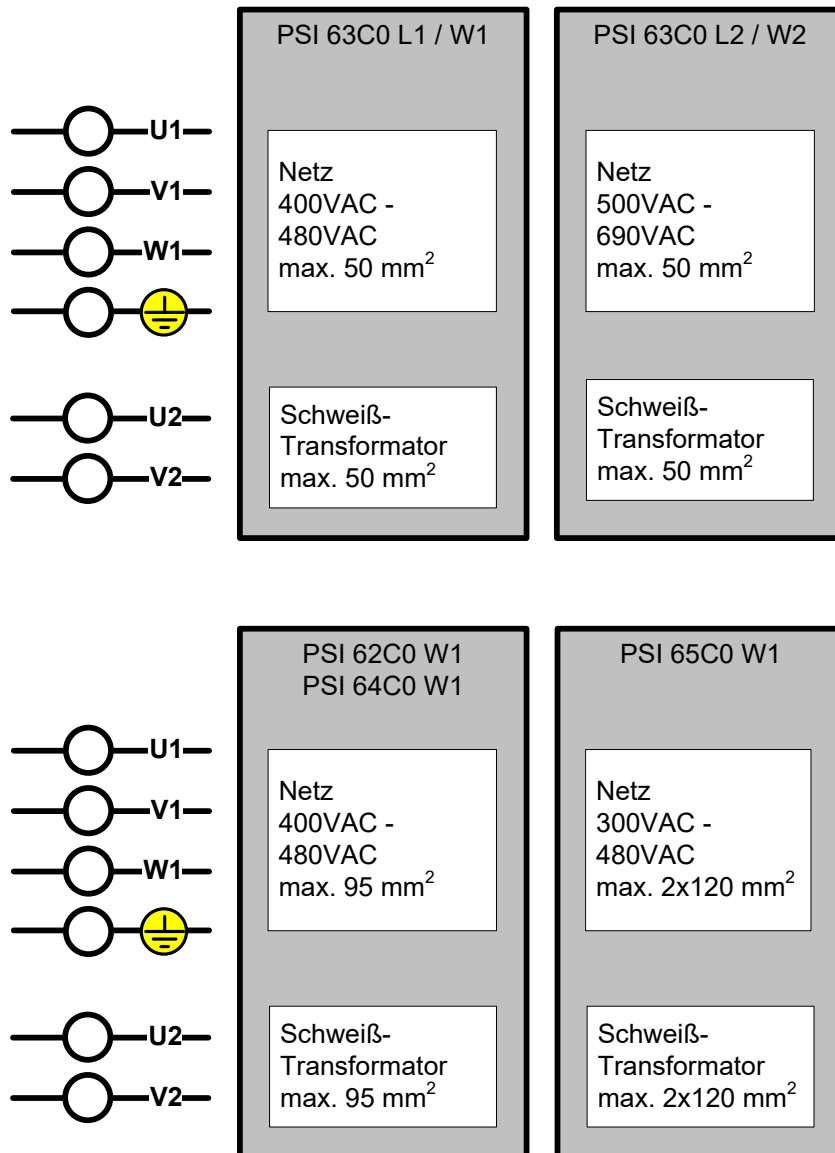 PSI 63C0 L1 / W1
PSI 63C0 L2 / W2
U1
V1
W1
U2
V2
Netz
400VAC -
480VAC
max. 50 mm²
Schweiß-
Transformator
max. 50 mm²
Netz
500VAC -
690VAC
max. 50 mm²
Schweiß-
Transformator
max. 50 mm²
PSI 62C0 W1
PSI 64C0 W1
PSI 65C0 W1
U1
V1
W1
U2
V2
Netz
400VAC -
480VAC
max. 95 mm²
Schweiß-
Transformator
max. 95 mm²
Netz
300VAC -
480VAC
max. 2x120 mm²
Schweiß-
Transformator
max. 2x120 mm²